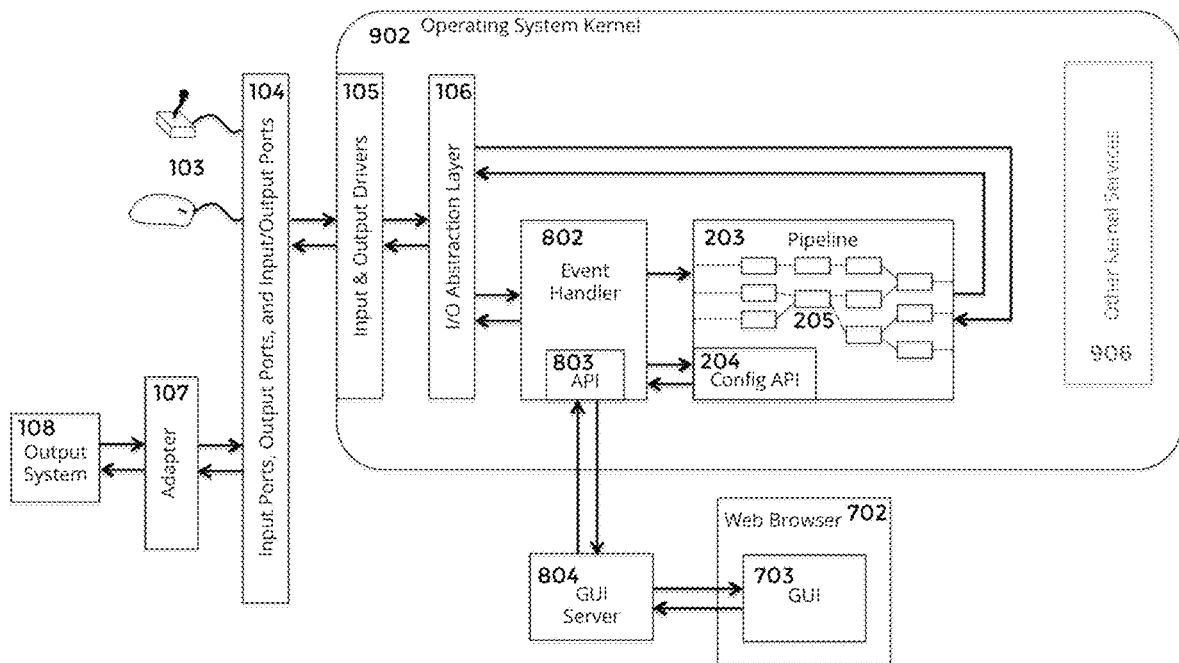 902 Operating System Kernel
104
105
106
103
Input Ports, Output Ports, and Input/Output Ports
Input & Output Drivers
I/O Abstraction Layer
802
Event
Handler
803
API
203
Pipeline
205
204
Config API
Other Kernel Services
906
107
Adapter
108
Output
System
Web Browser 702
804
GUI
Server
703
GUI